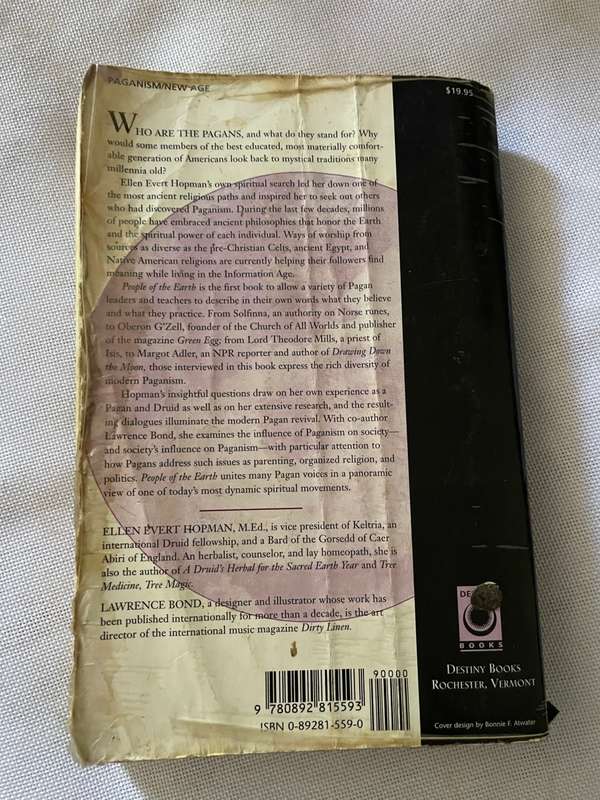 PAGANISM/NEW AGE
$19.95
WHO ARE THE PAGANS, and what do they stand for? Why
would some members of the best educated, most materially comfort-
able generation of Americans look back to mystical traditions many
millennia old?
Ellen Evert Hopman's own spiritual search led her down one of
the most ancient religious paths and inspired her to seek out others
who had discovered Paganism. During the last few decades, millions
of people have embraced ancient philosophies that honor the Earth
and the spiritual power of each individual. Ways of worship from
sources as diverse as the pre-Christian Celts, ancient Egypt, and
Native American religions are currently helping their followers find
meaning while living in the Information Age.
People of the Earth is the first book to allow a variety of Pagan
leaders and teachers to describe in their own words what they believe
and what they practice. From Solfinna, an authority on Norse runes,
to Oberon G'Zell, founder of the Church of All Worlds and publisher
of the magazine Green Egg; from Lord Theodore Mills, a priest of
Isis, to Margot Adler, an NPR reporter and author of Drawing Down
the Moon, those interviewed in this book express the rich diversity of
modern Paganism.
Hopman's insightful questions draw on her own experience as a
Pagan and Druid as well as on her extensive research, and the result-
ing dialogues illuminate the modern Pagan revival. With co-author
Lawrence Bond, she examines the influence of Paganism on society—
and society's influence on Paganism—with particular attention to
how Pagans address such issues as parenting, organized religion, and
politics. People of the Earth unites many Pagan voices in a panoramic
view of one of today's most dynamic spiritual movements.
ELLEN EVERT HOPMAN, M.Ed., is vice president of Keltria, an
international Druid fellowship, and a Bard of the Gorsedd of Caer
Abiri of England. An herbalist, counselor, and lay homeopath, she is
also the author of A Druid's Herbal for the Sacred Earth Year and Tree
Medicine, Tree Magic.
LAWRENCE BOND, a designer and illustrator whose work has
been published internationally for more than a decade, is the art
director of the international music magazine Dirty Linen.
90000
9 780892 815593
ISBN 0-89281-559-0
BOOKS
DESTINY BOOKS
ROCHESTER, VERMONT
Cover design by Bonnie F. Atwater